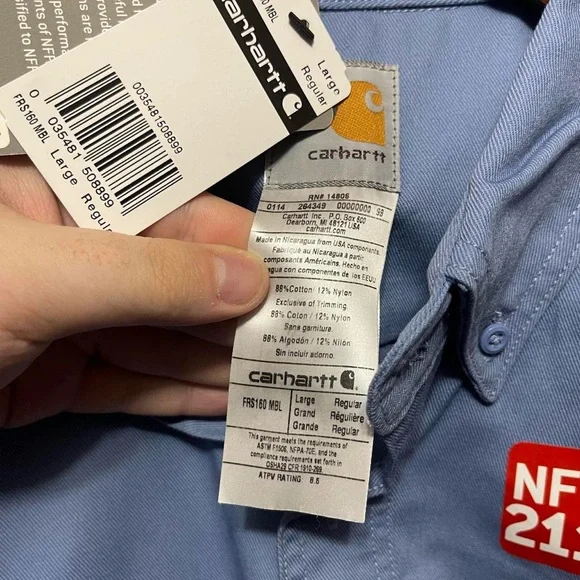 carhartt
Large
Regular
0035481508899
0 035481 508899
FRS160 MBL Large Regular
carhartt
RN# 14806
0114 264349 00000000 59
Carhartt Inc. P.O. Box 600
Dearborn, MI 48121 USA
carhartt.com
Made in Nicaragua from USA components.
Fabriqué au Nicaragua à partir
composants Américains. Hecho en
con componentes de los EEUU
88%Cotton/ 12% Nylon
Exclusive of Trimming
88% Coton / 12% Nylon
Sans garniture.
88% Algodón / 12% Nilon
Sin incluir adorno.
carhartt
FRS160 MBL
Large Regular
Grand Régulière
Grande Regular
This garment meets the requirements of
ASTM F1506, NFPA-70E, and the
compliance requirements set forth in
OSHA29 CFR 1910-269
ATPV RATING 8.6
NF
211